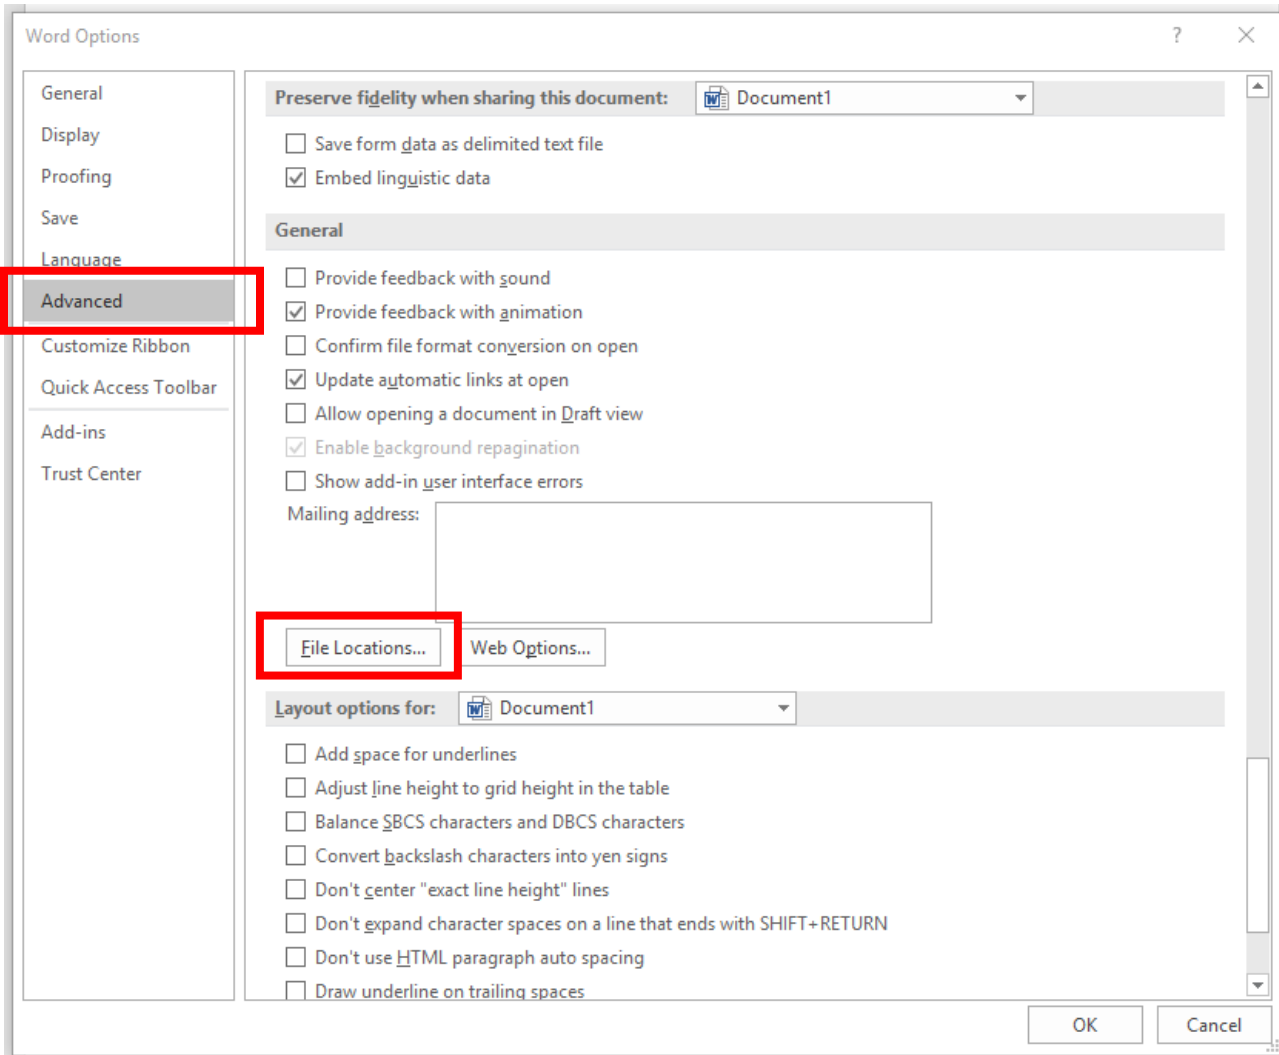 Word Options
?
General
Display
Proofing
Save
Language
Advanced
Customize Ribbon
Quick Access Toolbar
Add-ins
Trust Center
Preserve fidelity when sharing this document: Document1
Save form data as delimited text file
Embed linguistic data
General
Provide feedback with sound
Provide feedback with animation
Confirm file format conversion on open
Update automatic links at open
Allow opening a document in Draft view
Enable background repagination
Show add-in user interface errors
Mailing address:
File Locations... Web Options...
Layout options for: Document1
Add space for underlines
Adjust line height to grid height in the table
Balance SBCS characters and DBCS characters
Convert backslash characters into yen signs
Don't center "exact line height" lines
Don't expand character spaces on a line that ends with SHIFT+RETURN
Don't use HTML paragraph auto spacing
Draw underline on trailing spaces
OK Cancel